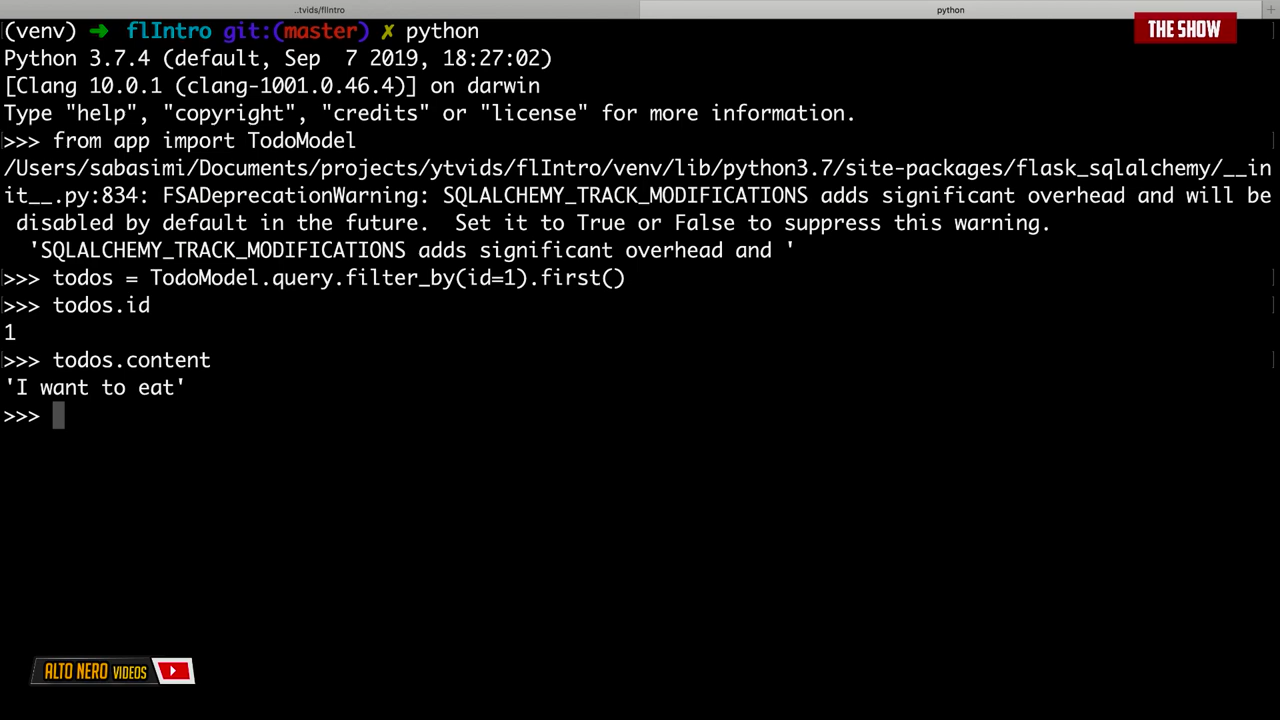 ..tvids/flIntro
python
THE SHOW
(venv) ➜ flIntro git:(master) ✗ python
Python 3.7.4 (default, Sep  7 2019, 18:27:02)
[Clang 10.0.1 (clang-1001.0.46.4)] on darwin
Type "help", "copyright", "credits" or "license" for more information.
>>> from app import TodoModel
/Users/sabasimi/Documents/projects/ytvids/flIntro/venv/lib/python3.7/site-packages/flask_sqlalchemy/__in
it__.py:834: FSADeprecationWarning: SQLALCHEMY_TRACK_MODIFICATIONS adds significant overhead and will be
 disabled by default in the future.  Set it to True or False to suppress this warning.
  'SQLALCHEMY_TRACK_MODIFICATIONS adds significant overhead and '
>>> todos = TodoModel.query.filter_by(id=1).first()
>>> todos.id
1
>>> todos.content
'I want to eat'
>>>
ALTO NERO VIDEOS